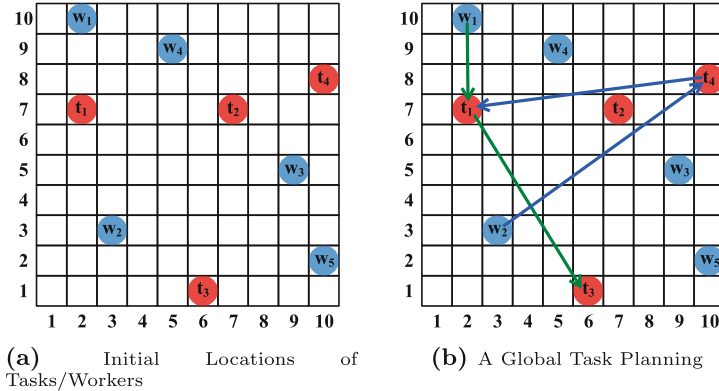 10 w1
9 w4
8 t4
7 t1 t2
6
5 w3
4
3 w2
2 w5
1 t3
1 2 3 4 5 6 7 8 9 10
(a) Initial Locations of
Tasks/Workers
10 w1
9 w4
8 t4
7 t1 t2
6
5 w3
4
3 w2
2 w5
1 t3
1 2 3 4 5 6 7 8 9 10
(b) A Global Task Planning